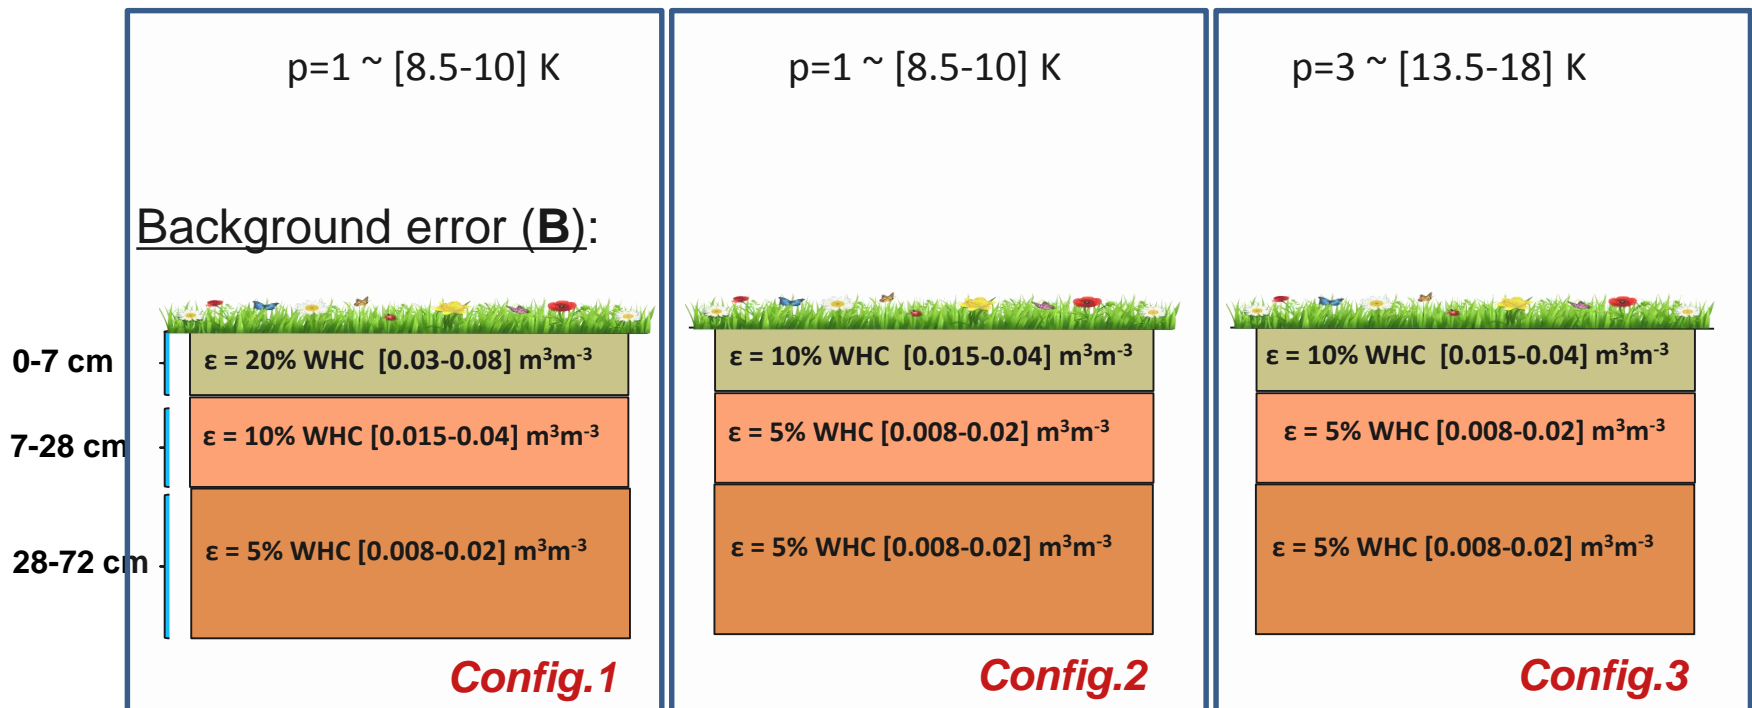 p=1 ~ [8.5-10] K
p=1 ~ [8.5-10] K
p=3 ~ [13.5-18] K
Background error (B):
0-7 cm
ε = 20% WHC [0.03-0.08] m³m⁻³
ε = 10% WHC [0.015-0.04] m³m⁻³
ε = 10% WHC [0.015-0.04] m³m⁻³
7-28 cm
ε = 10% WHC [0.015-0.04] m³m⁻³
ε = 5% WHC [0.008-0.02] m³m⁻³
ε = 5% WHC [0.008-0.02] m³m⁻³
28-72 cm
ε = 5% WHC [0.008-0.02] m³m⁻³
ε = 5% WHC [0.008-0.02] m³m⁻³
ε = 5% WHC [0.008-0.02] m³m⁻³
Config.1
Config.2
Config.3